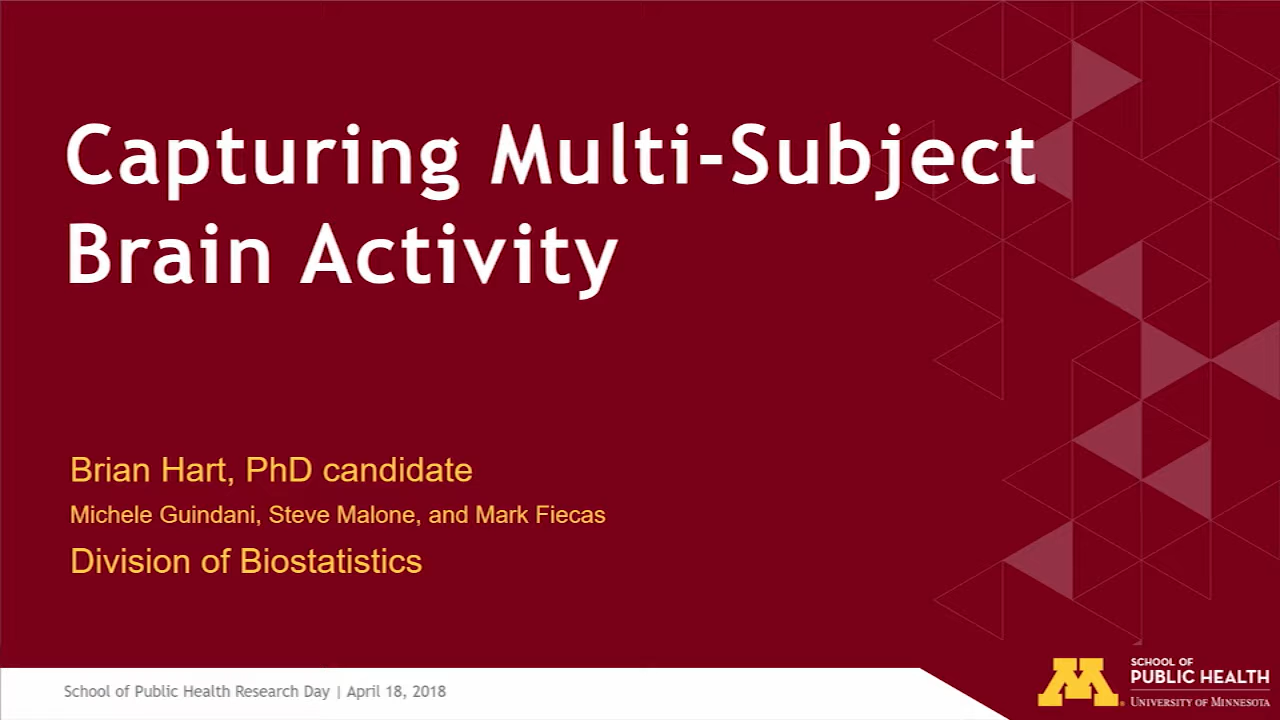 Capturing Multi-Subject
Brain Activity
Brian Hart, PhD candidate
Michele Guindani, Steve Malone, and Mark Fiecas
Division of Biostatistics
School of Public Health Research Day | April 18, 2018
M
SCHOOL OF
PUBLIC HEALTH
UNIVERSITY OF MINNESOTA